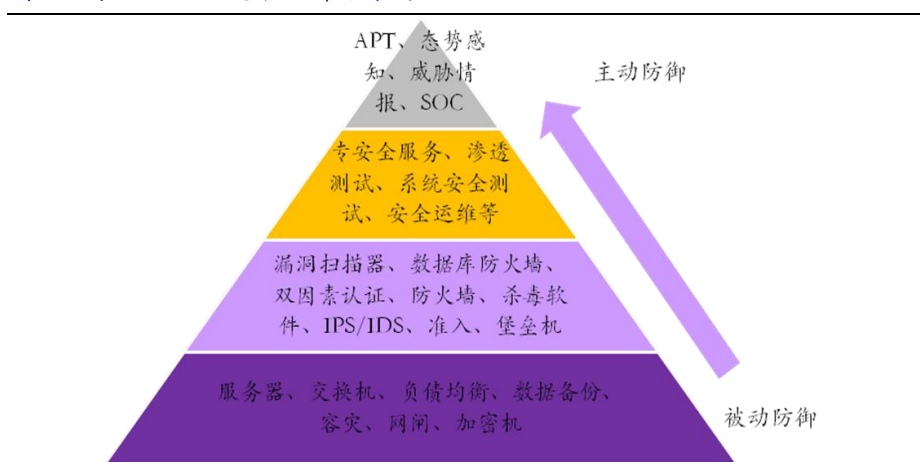 APT、态势感
知、威胁情
报、SOC
主动防御
专安全服务、渗透
测试、系统安全测
试、安全运维等
漏洞扫描器、数据库防火墙、
双因素认证、防火墙、杀毒软
件、IPS/IDS、准入、堡垒机
服务器、交换机、负债均衡、数据备份、
容灾、网闸、加密机
被动防御